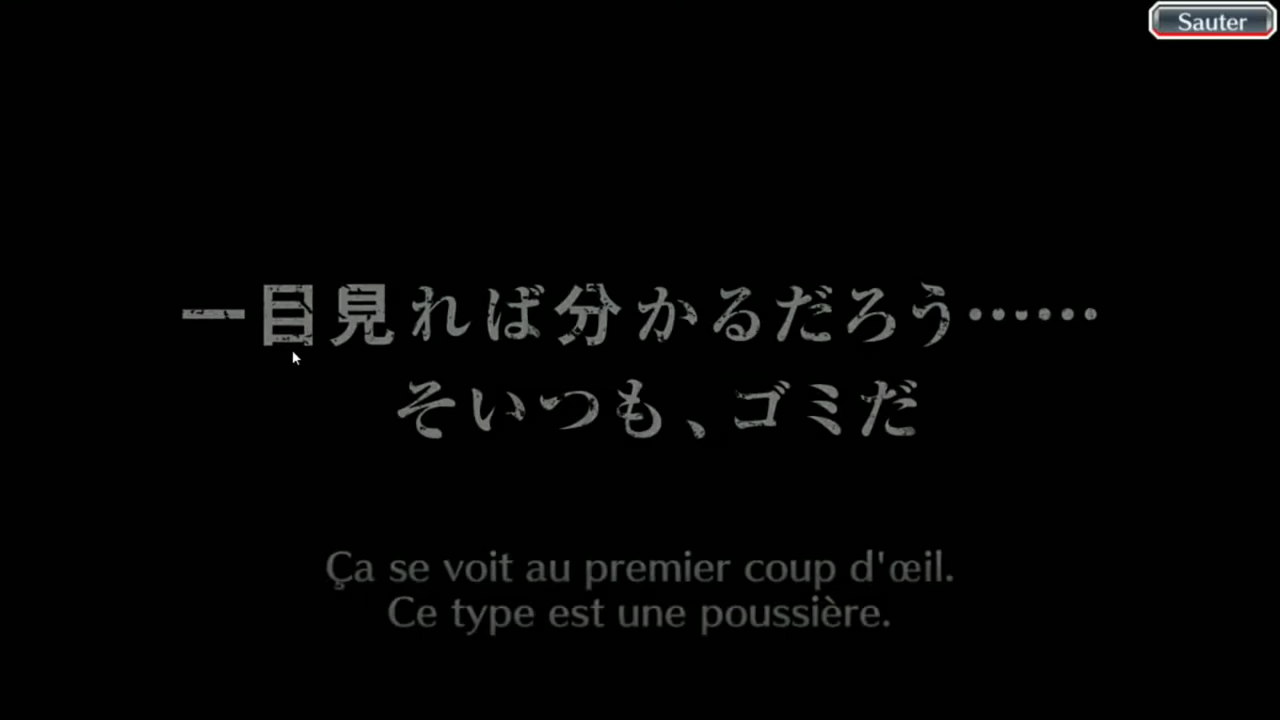 Sauter
一目見れば分かるだろう……
そいつも、ゴミだ
Ça se voit au premier coup d'œil.
Ce type est une poussière.